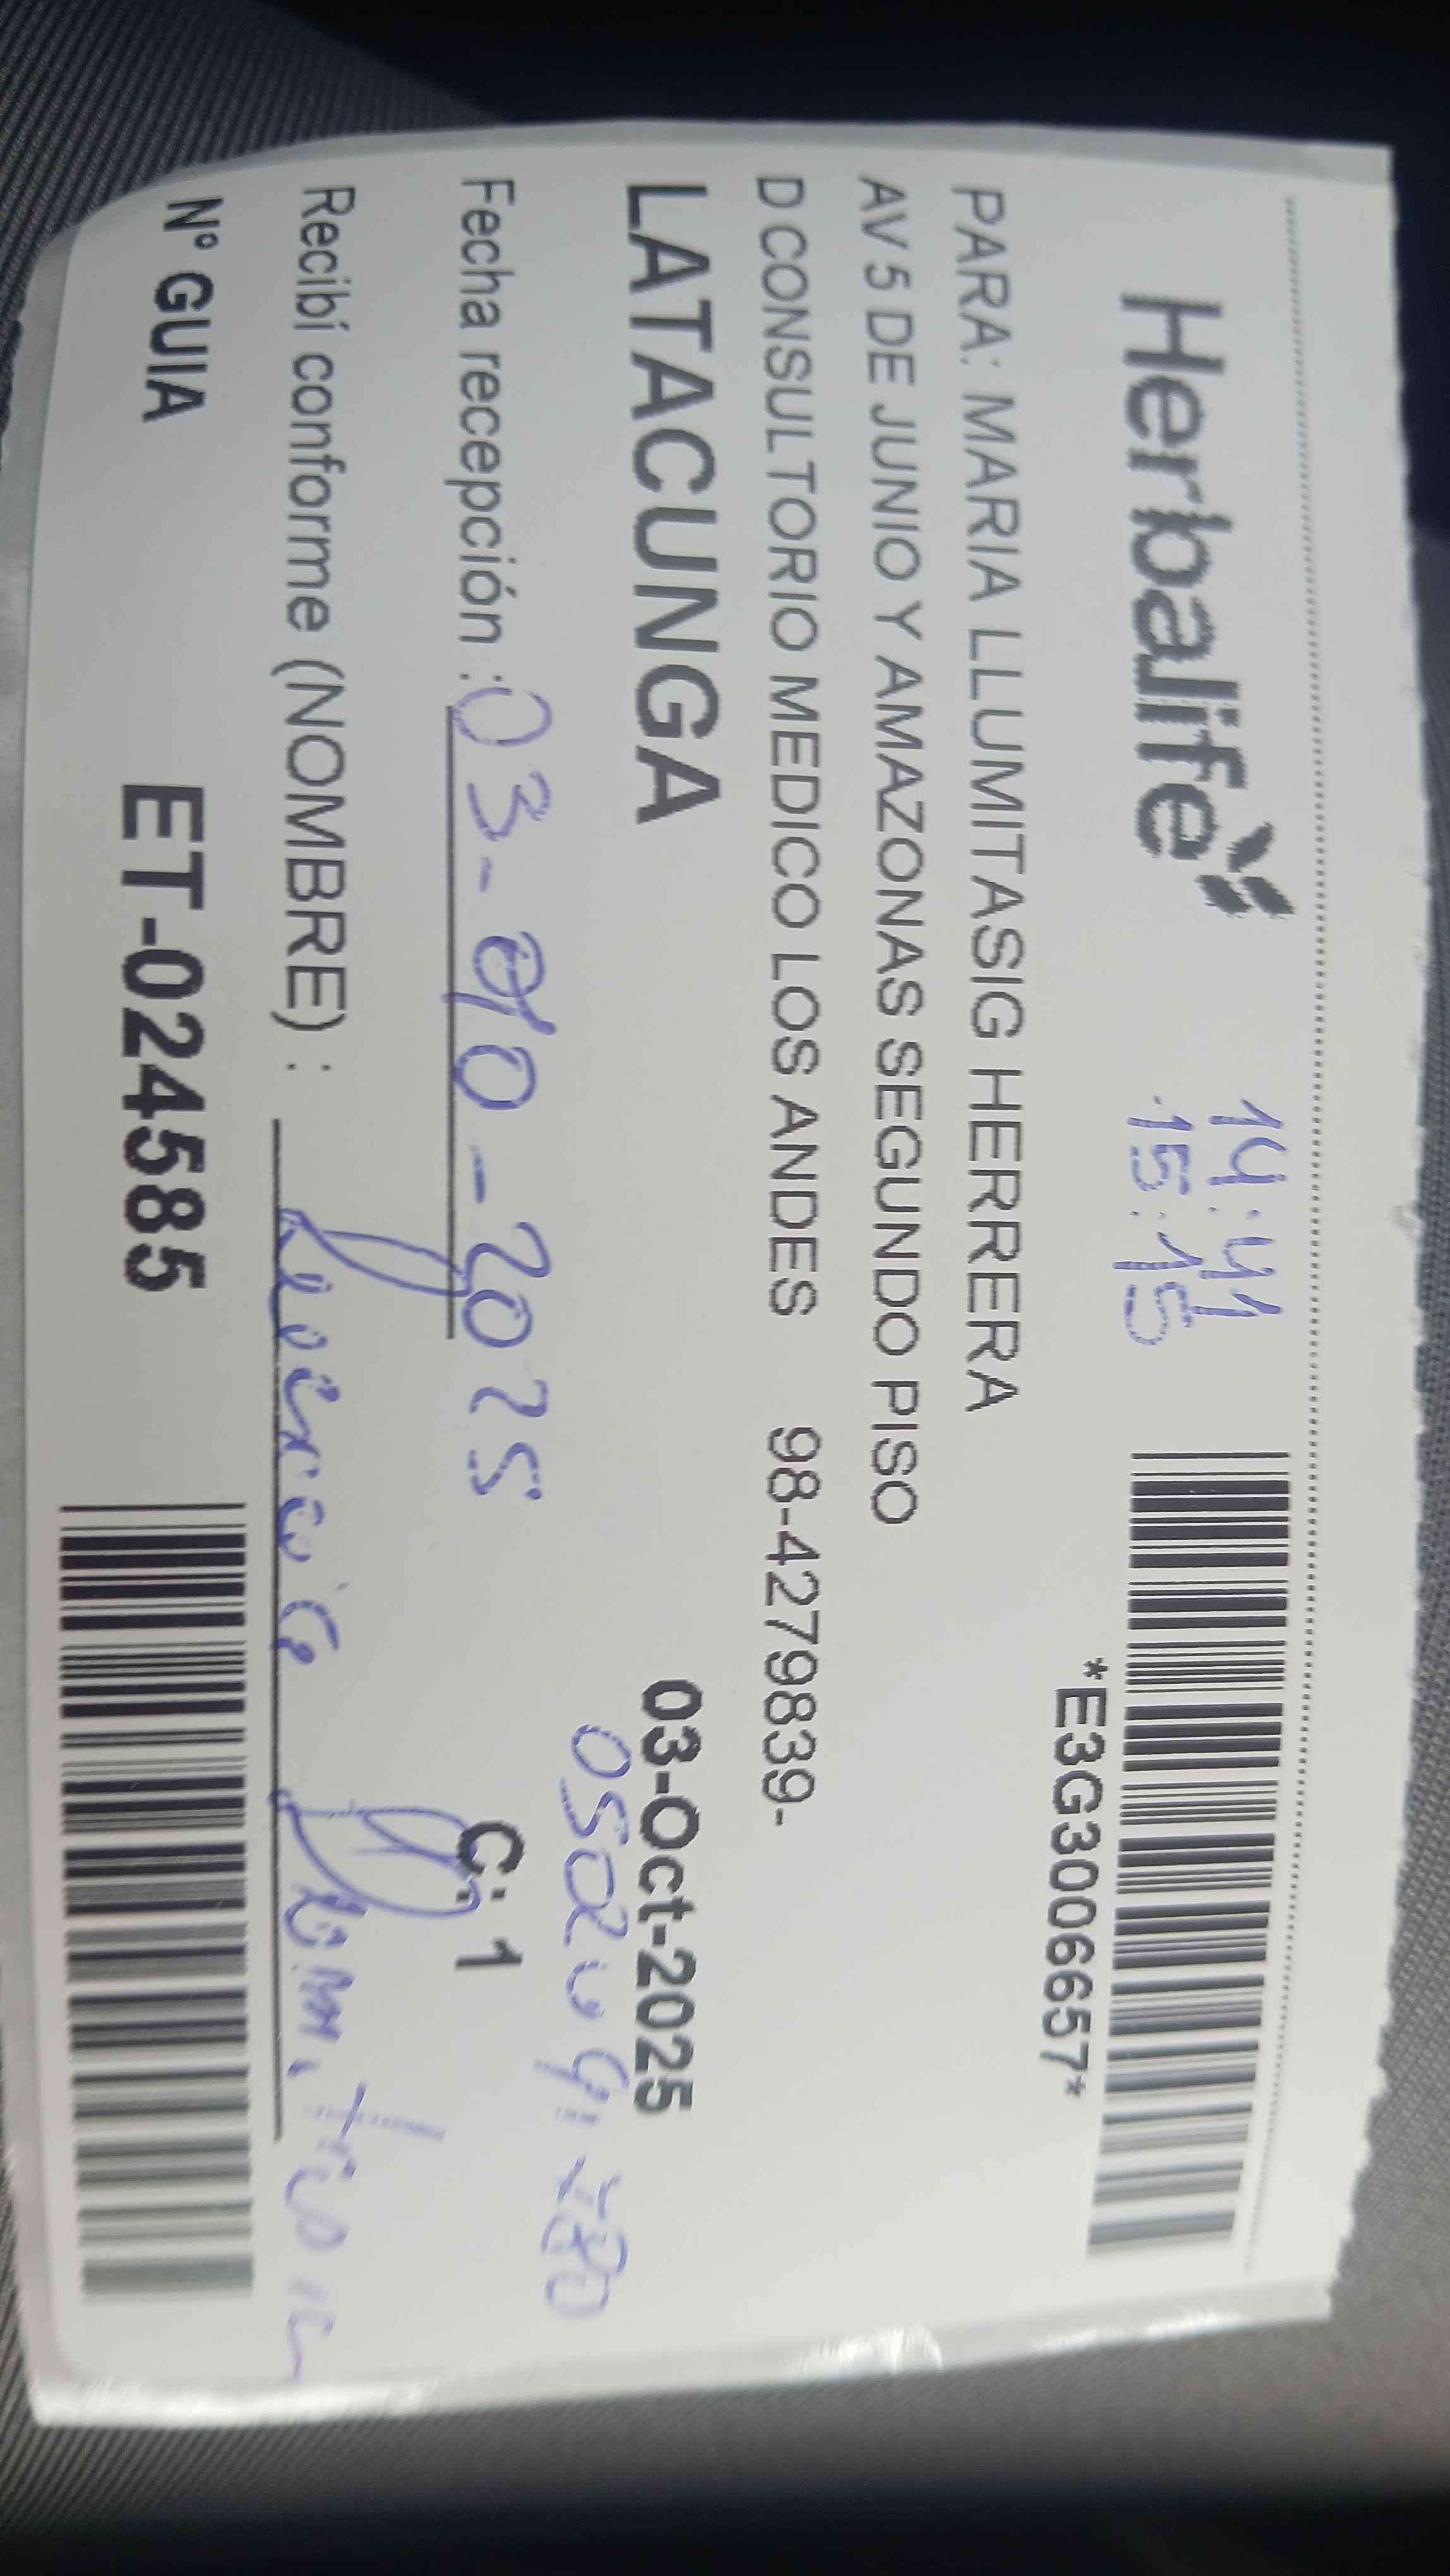 Herbalife
14:41
15:15
*E3G3006657*
PARA: MARIA LLUMITASIG HERRERA
AV 5 DE JUNIO Y AMAZONAS SEGUNDO PISO
D CONSULTORIO MEDICO LOS ANDES 98-4279839-
LATACUNGA 03-Oct-2025
Fecha recepción : 03-010-2025
C: 1
Recibí conforme (NOMBRE) :
Nº GUIA ET-024585